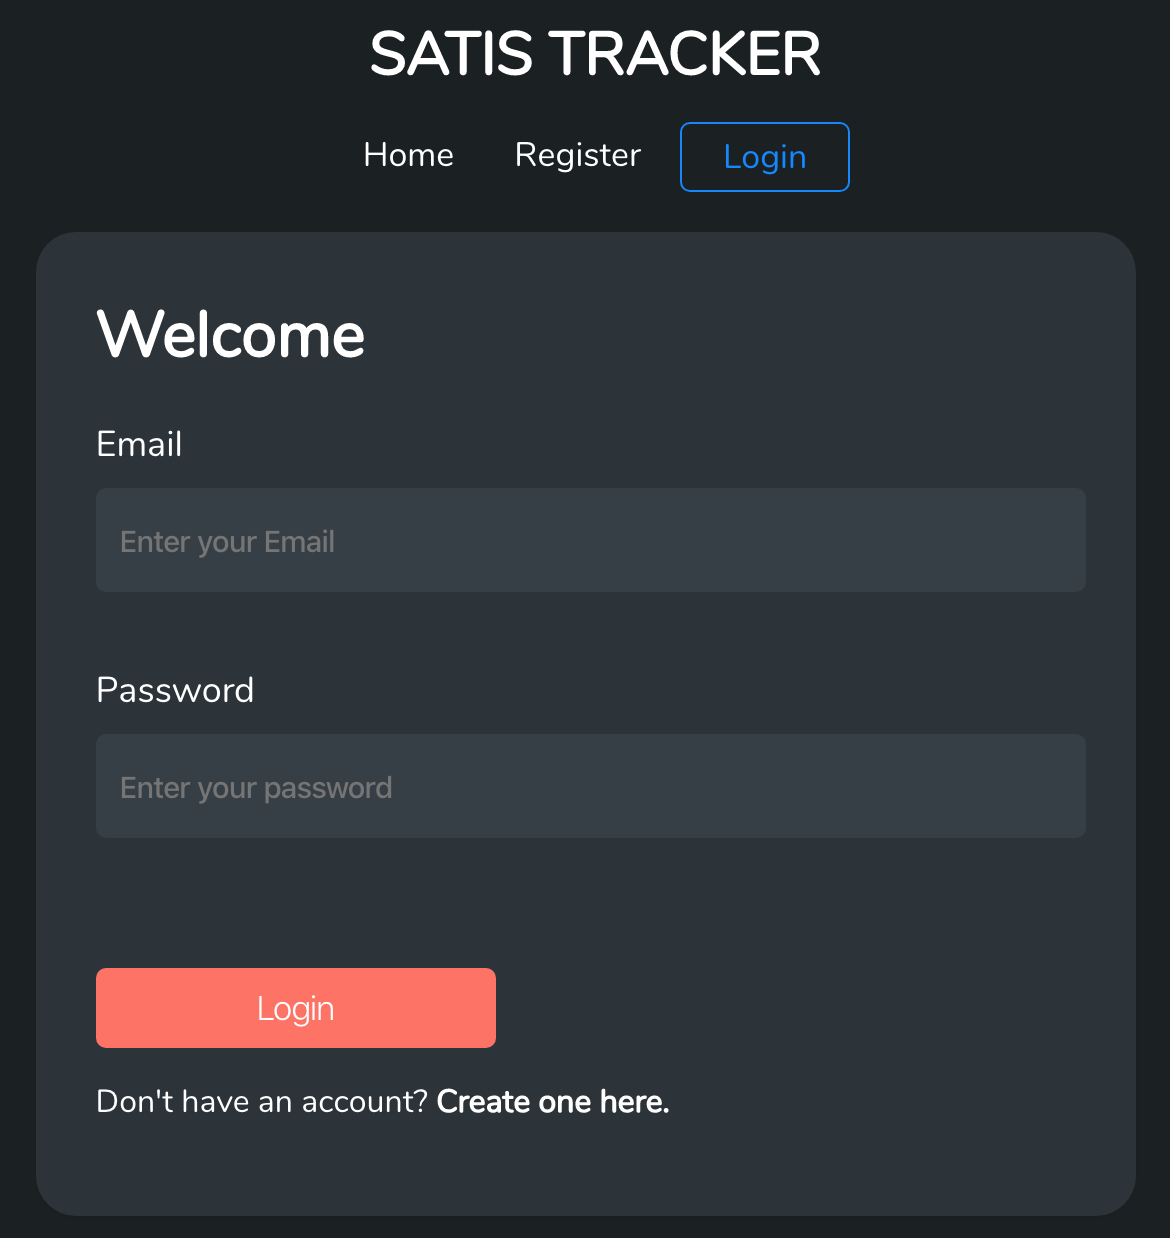 SATIS TRACKER
Home Register Login
Welcome
Email
Enter your Email
Password
Enter your password
Login
Don't have an account? Create one here.